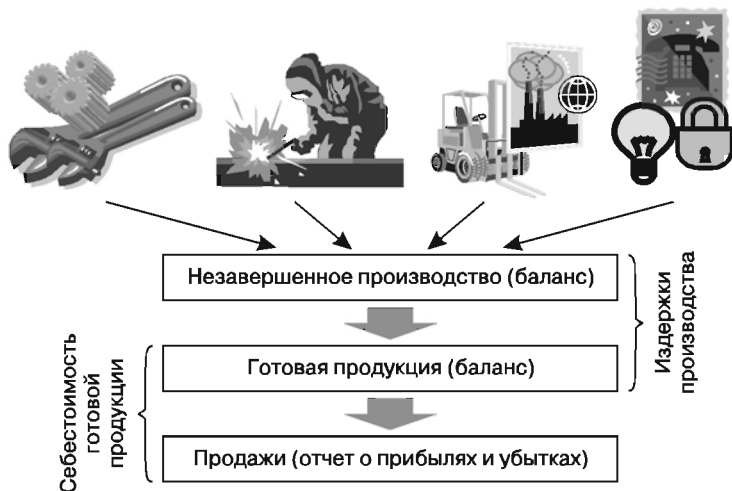 Незавершенное производство (баланс)
Готовая продукция (баланс)
Продажи (отчет о прибылях и убытках)
Издержки
производства
Себестоимость
готовой
продукции